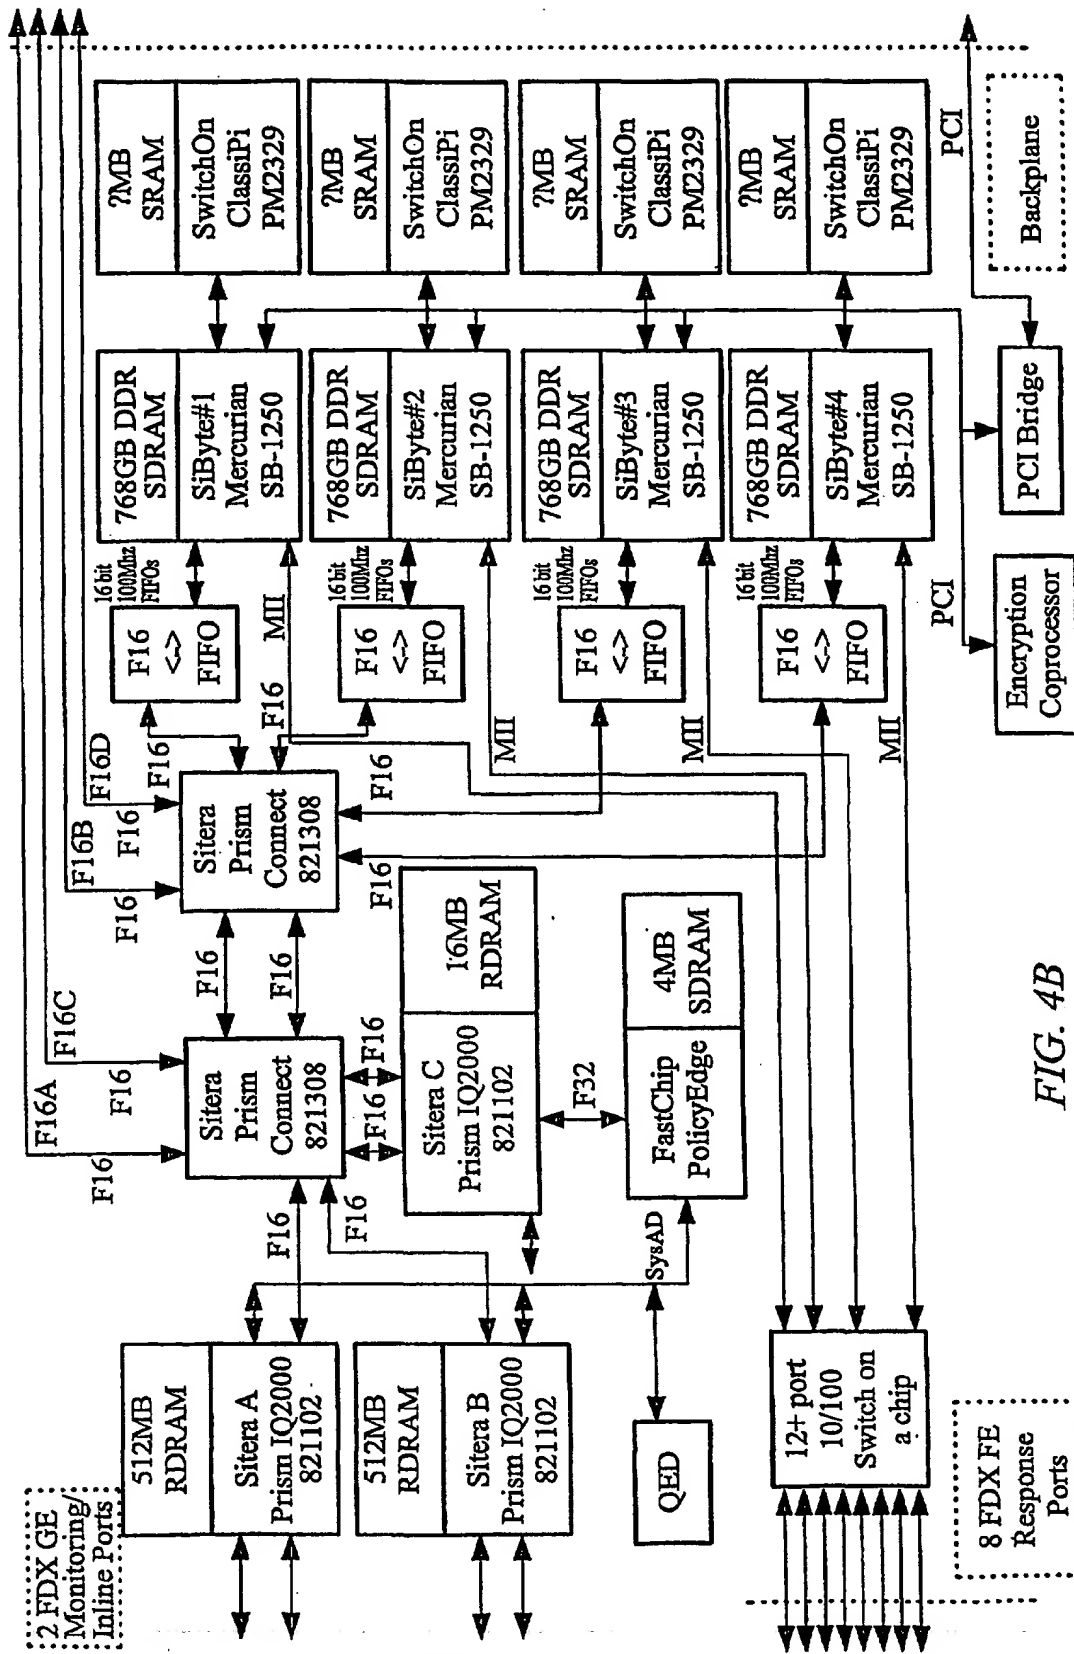 2 FDX GE
Monitoring/
Inline Ports
512MB
RDRAM
Sitera A
Prism IQ2000
821102
512MB
RDRAM
Sitera B
Prism IQ2000
821102
QED
SysAD
12+ port
10/100
Switch on
a chip
8 FDX FE
Response
Ports
F16A
F16
F16C
F16
Sitera
Prism
Connect
821308
F16
F16
F16
F16
F16
F16
16MB
RDRAM
Sitera C
Prism IQ2000
821102
F32
4MB
SDRAM
FastChip
PolicyEdge
F16B
F16
F16D
F16
Sitera
Prism
Connect
821308
F16
F16
F16
F16
F16
<->
FIFO
16 bit
100Mhz
FIFOs
MII
F16
<->
FIFO
16 bit
100Mhz
FIFOs
MII
F16
<->
FIFO
16 bit
100Mhz
FIFOs
MII
F16
<->
FIFO
16 bit
100Mhz
FIFOs
MII
768GB DDR
SDRAM
SiByte#1
Mercurian
SB-1250
768GB DDR
SDRAM
SiByte#2
Mercurian
SB-1250
768GB DDR
SDRAM
SiByte#3
Mercurian
SB-1250
768GB DDR
SDRAM
SiByte#4
Mercurian
SB-1250
?MB
SRAM
SwitchOn
ClassiPi
PM2329
?MB
SRAM
SwitchOn
ClassiPi
PM2329
?MB
SRAM
SwitchOn
ClassiPi
PM2329
?MB
SRAM
SwitchOn
ClassiPi
PM2329
PCI
Encryption
Coprocessor
PCI Bridge
PCI
Backplane
FIG. 4B